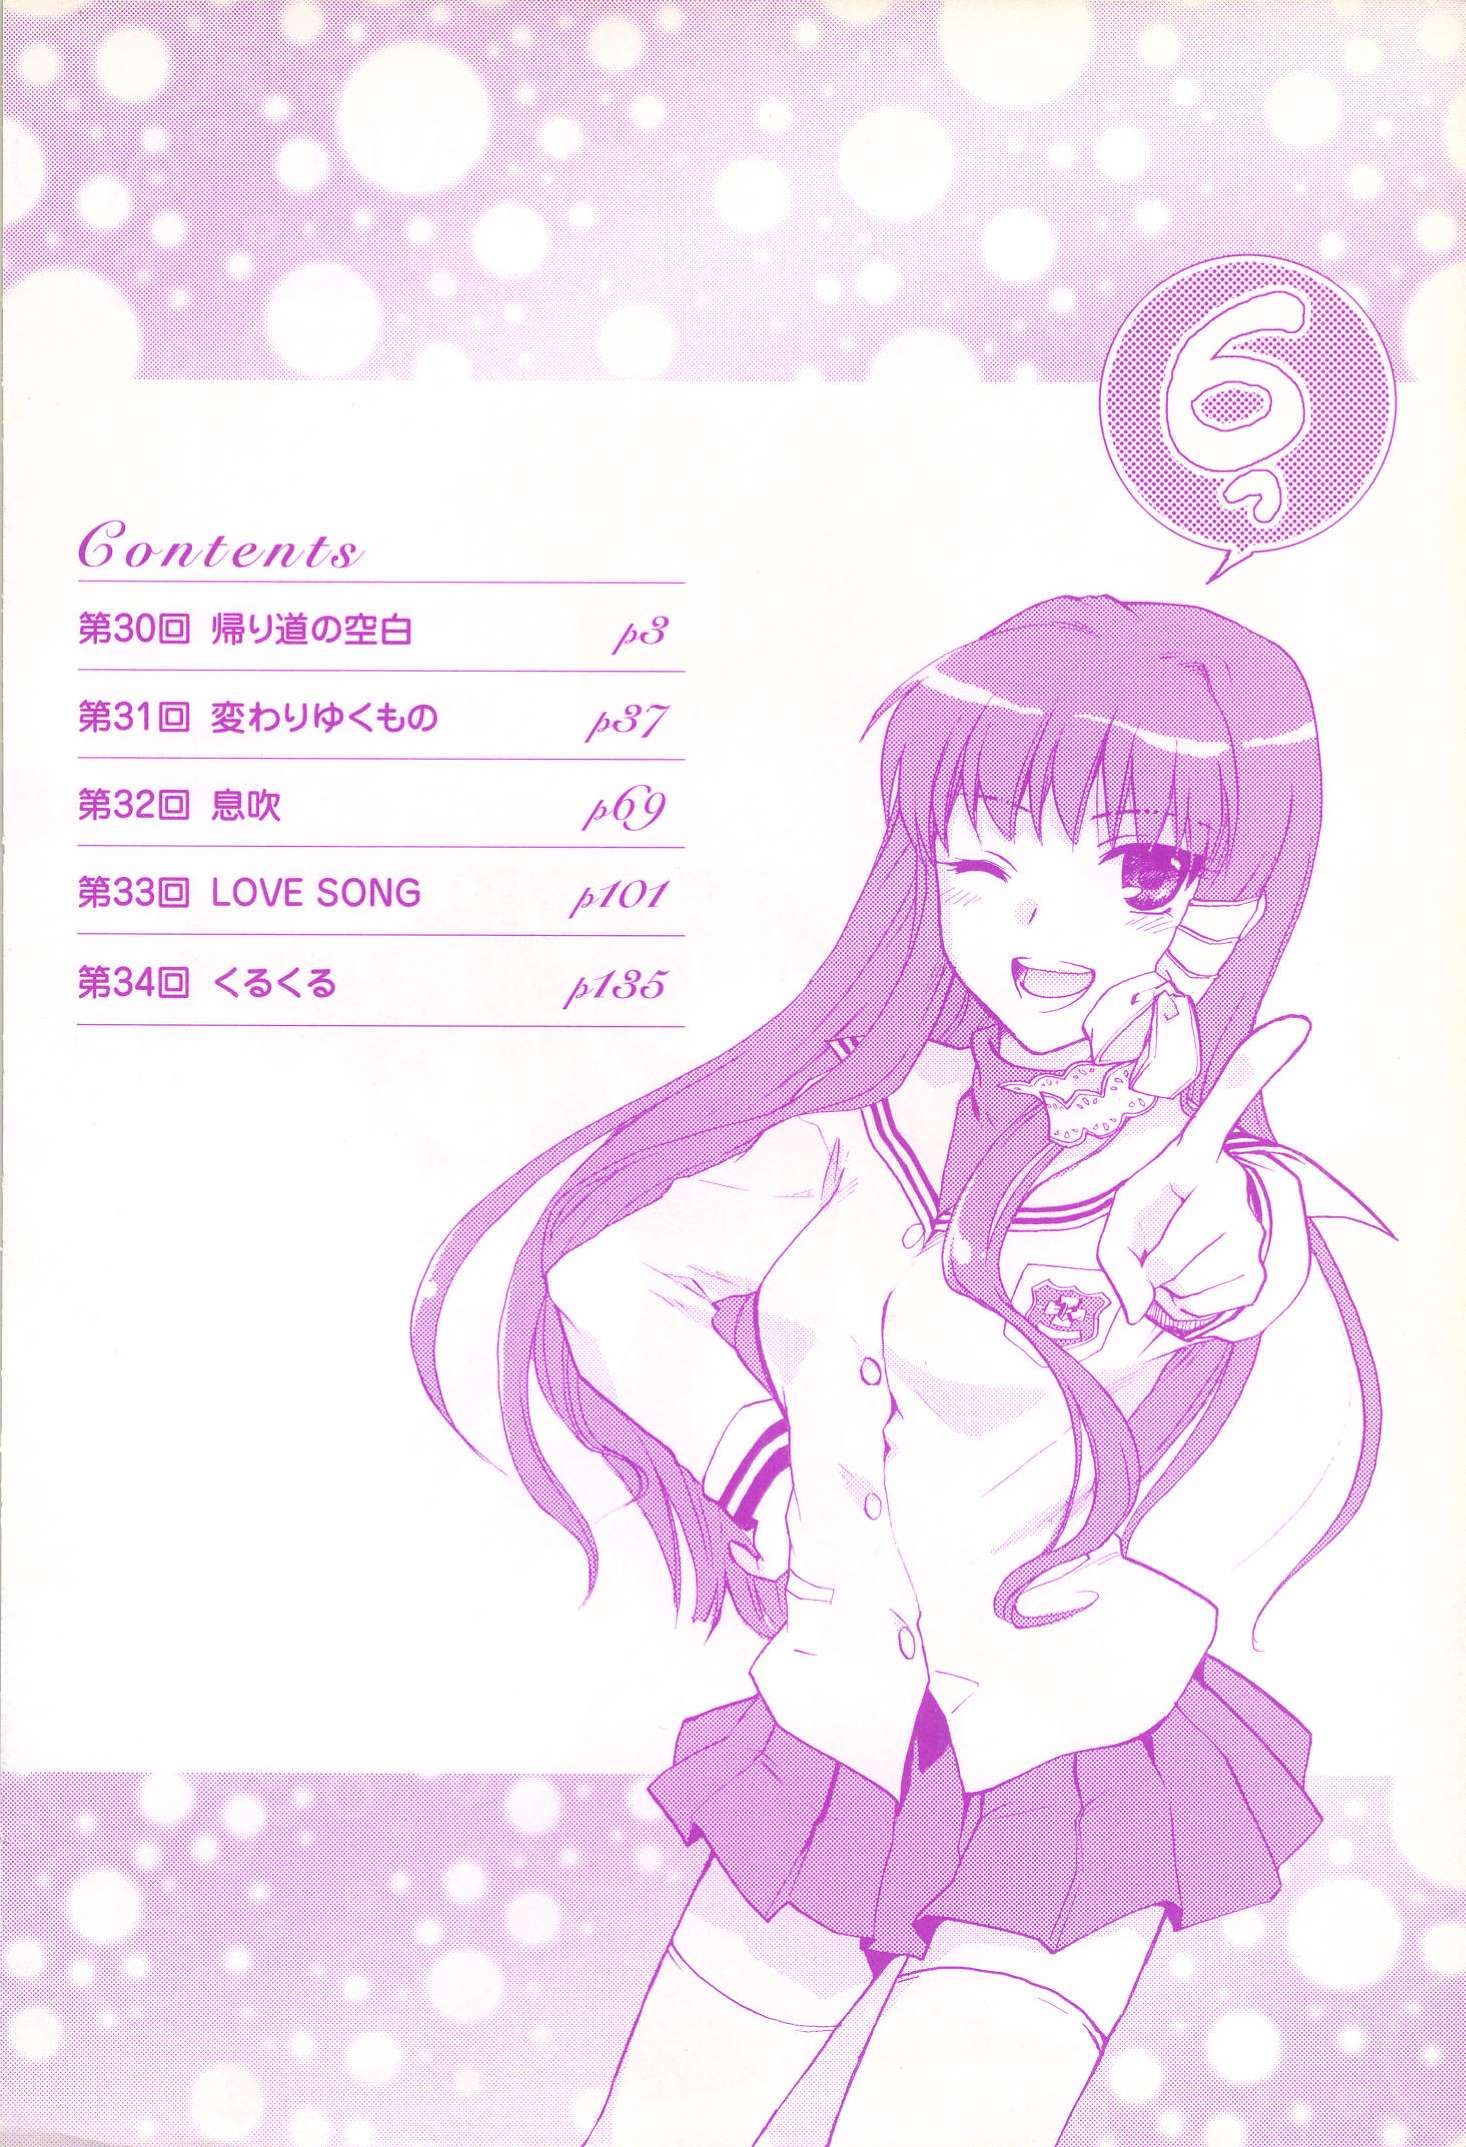 6っ
Contents
第30回 帰り道の空白 p3
第31回 変わりゆくもの p37
第32回 息吹 p69
第33回 LOVE SONG p101
第34回 くるくる p135